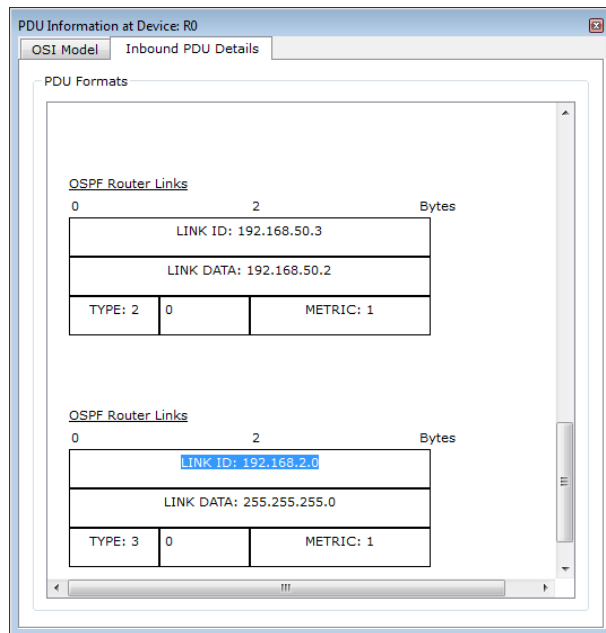 PDU Information at Device: R0
OSI Model Inbound PDU Details
PDU Formats
OSPF Router Links
0 2 Bytes
LINK ID: 192.168.50.3
LINK DATA: 192.168.50.2
TYPE: 2 0 METRIC: 1
OSPF Router Links
0 2 Bytes
LINK ID: 192.168.2.0
LINK DATA: 255.255.255.0
TYPE: 3 0 METRIC: 1